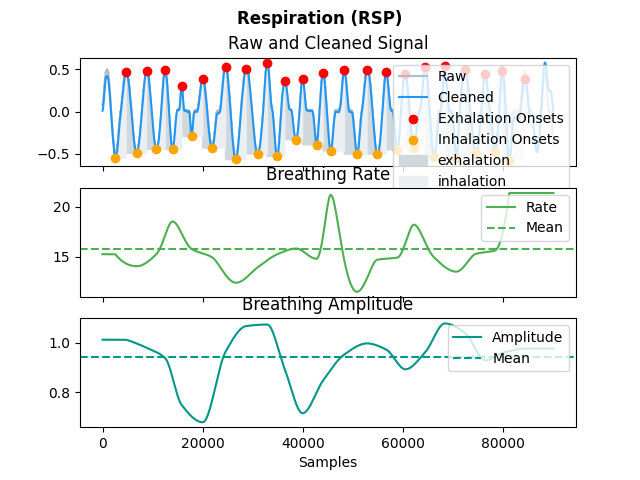 Respiration (RSP)
Raw and Cleaned Signal
0.5
0.0
−0.5
Raw
Cleaned
Exhalation Onsets
Inhalation Onsets
exhalation
inhalation
Breathing Rate
20
15
Rate
Mean
Breathing Amplitude
1.0
0.8
Amplitude
Mean
0 20000 40000 60000 80000
Samples